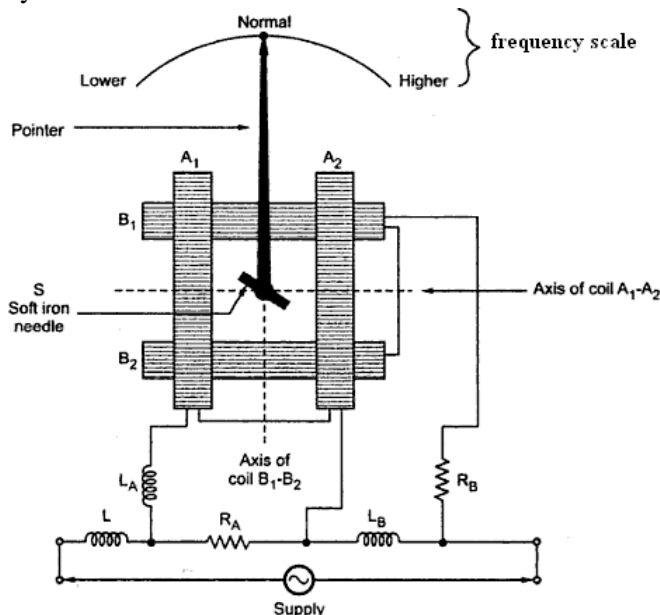 Normal
frequency scale
Lower
Higher
Pointer
A1
A2
B1
S
Soft iron
needle
Axis of coil A1-A2
B2
Axis of
coil B1-B2
LA
RB
L
RA
LB
Supply